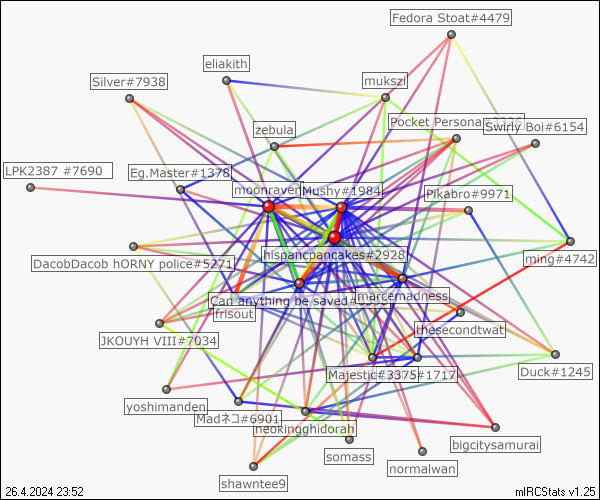 Fedora Stoat#4479
eliakith
Silver#7938
mukszi
Pocket Persona
Swirly Boi#6154
zebula
LPK2387 #7690
Eg.Master#1378
moonraven
Mushy#1984
Pikabro#9971
hispancpancakes#2928
ming#4742
DacobDacob hORNY police#5271
Can anything be saved
marcemadness
frisout
thesecondtwat
JKOUYH VIII#7034
Majestic#3375
#1717
Duck#1245
yoshimanden
Madネコ#6901
neokingghidorah
bigcitysamurai
somass
normalwan
shawntee9
26.4.2024 23:52
mIRCStats v1.25